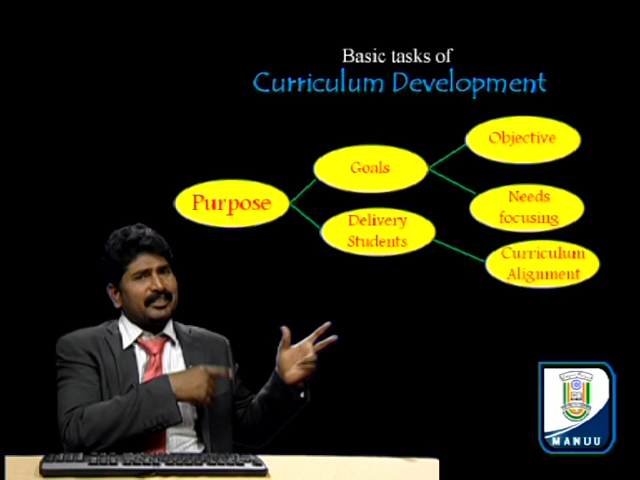 Basic tasks of
Curriculum Development
Objective
Goals
Needs
focusing
Purpose
Delivery
Students
Curriculum
Alignment
MANUU